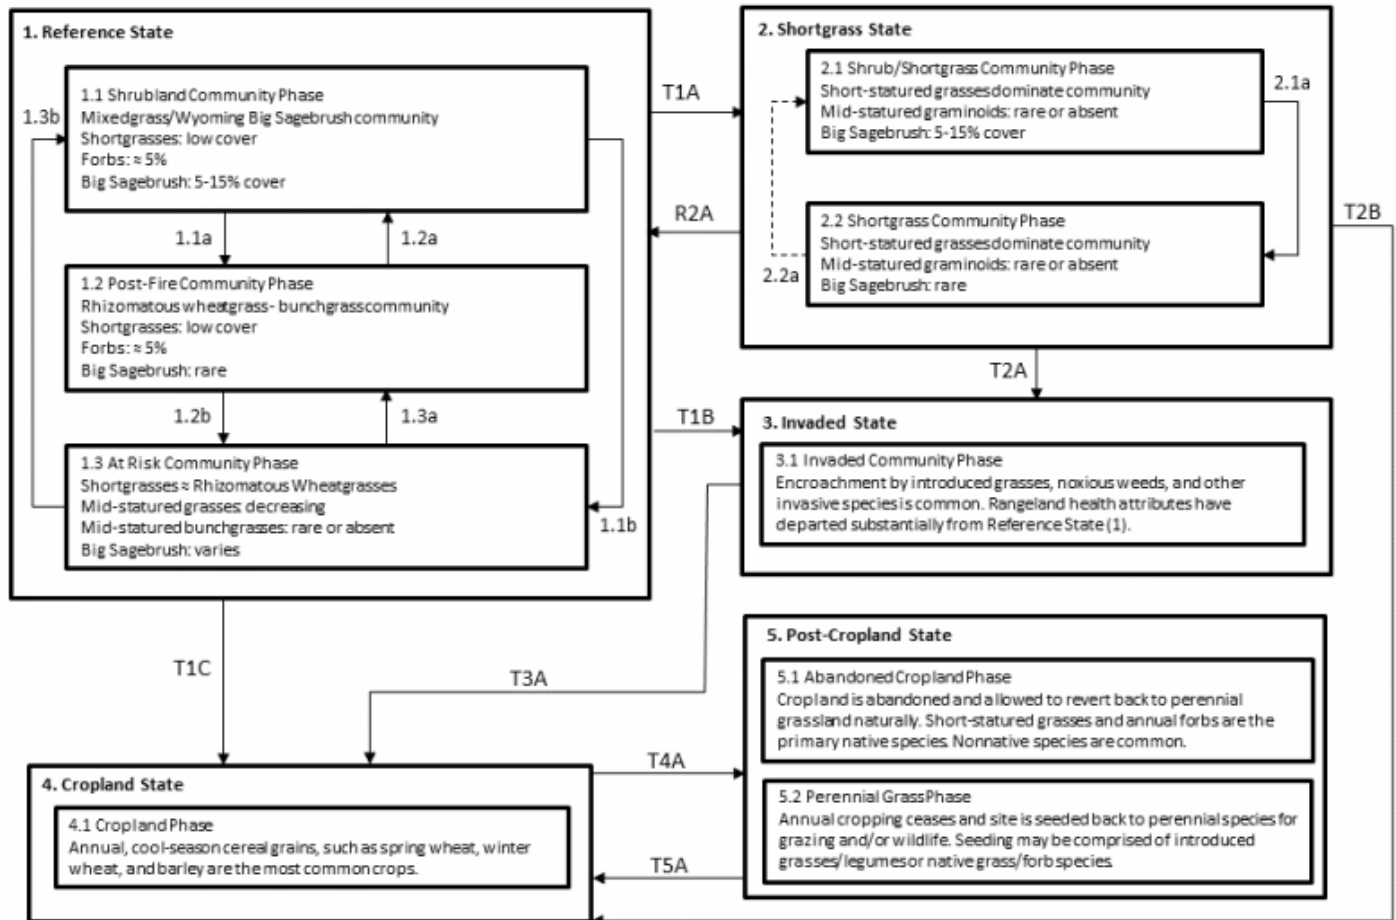 1. Reference State
1.1 Shrubland Community Phase
Mixedgrass/Wyoming Big Sagebrush community
Shortgrasses: low cover
Forbs: ≈ 5%
Big Sagebrush: 5-15% cover
1.3b
1.1a
1.2a
1.2 Post-Fire Community Phase
Rhizomatous wheatgrass- bunchgrass community
Shortgrasses: low cover
Forbs: ≈ 5%
Big Sagebrush: rare
1.2b
1.3a
1.3 At Risk Community Phase
Shortgrasses ≈ Rhizomatous Wheatgrasses
Mid-statured grasses: decreasing
Mid-statured bunchgrasses: rare or absent
Big Sagebrush: varies
1.1b
T1A
R2A
T1B
2. Shortgrass State
2.1 Shrub/Shortgrass Community Phase
Short-statured grasses dominate community
Mid-statured graminoids: rare or absent
Big Sagebrush: 5-15% cover
2.1a
2.2 Shortgrass Community Phase
Short-statured grasses dominate community
Mid-statured graminoids: rare or absent
Big Sagebrush: rare
2.2a
T2B
T2A
3. Invaded State
3.1 Invaded Community Phase
Encroachment by introduced grasses, noxious weeds, and other
invasive species is common. Rangeland health attributes have
departed substantially from Reference State (1).
T1C
T3A
4. Cropland State
4.1 Cropland Phase
Annual, cool-season cereal grains, such as spring wheat, winter
wheat, and barley are the most common crops.
T4A
T5A
5. Post-Cropland State
5.1 Abandoned Cropland Phase
Cropland is abandoned and allowed to revert back to perennial
grassland naturally. Short-statured grasses and annual forbs are the
primary native species. Nonnative species are common.
5.2 Perennial Grass Phase
Annual cropping ceases and site is seeded back to perennial species for
grazing and/or wildlife. Seeding may be comprised of introduced
grasses/legumes or native grass/forb species.